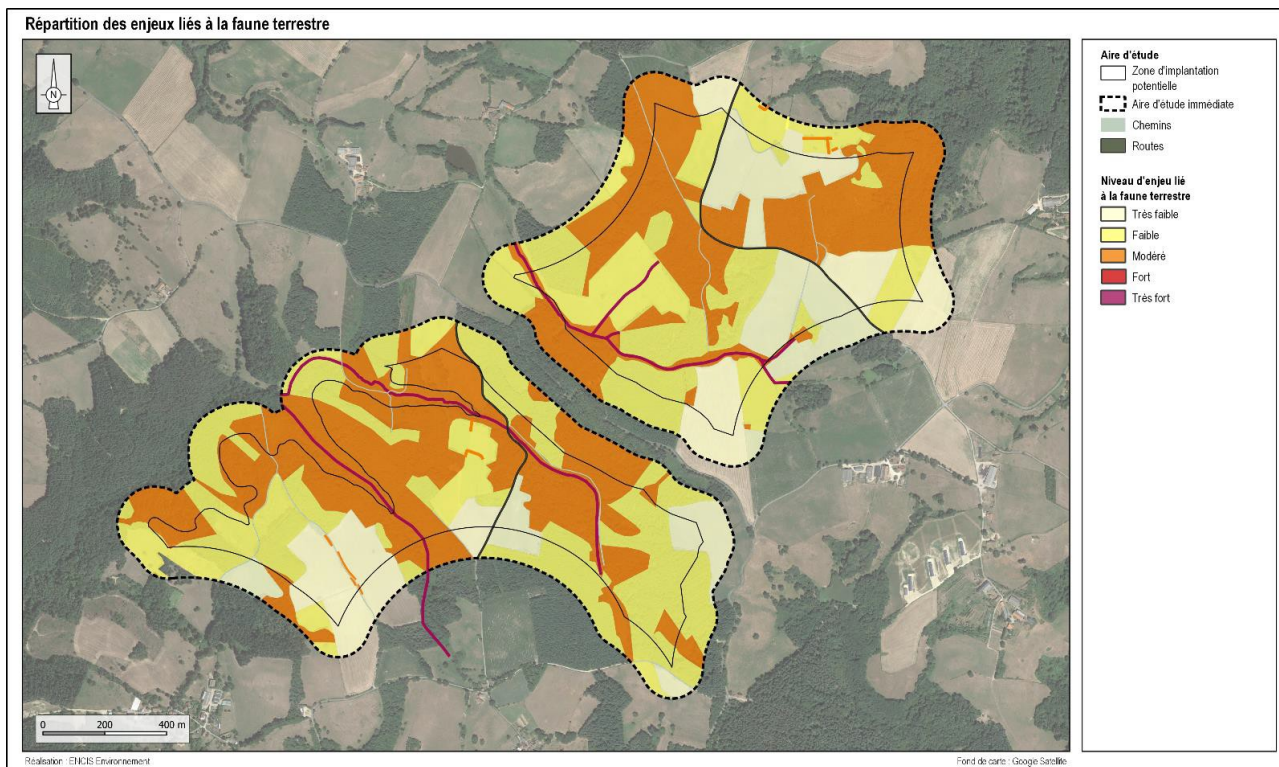 Répartition des enjeux liés à la faune terrestre
N
Aire d'étude
Zone d'implantation
potentielle
Aire d'étude immédiate
Chemins
Routes
Niveau d'enjeu lié
à la faune terrestre
Très faible
Faible
Modéré
Fort
Très fort
0 200 400 m
Réalisation : ENCIS Environnement
Fond de carte : Google Satellite